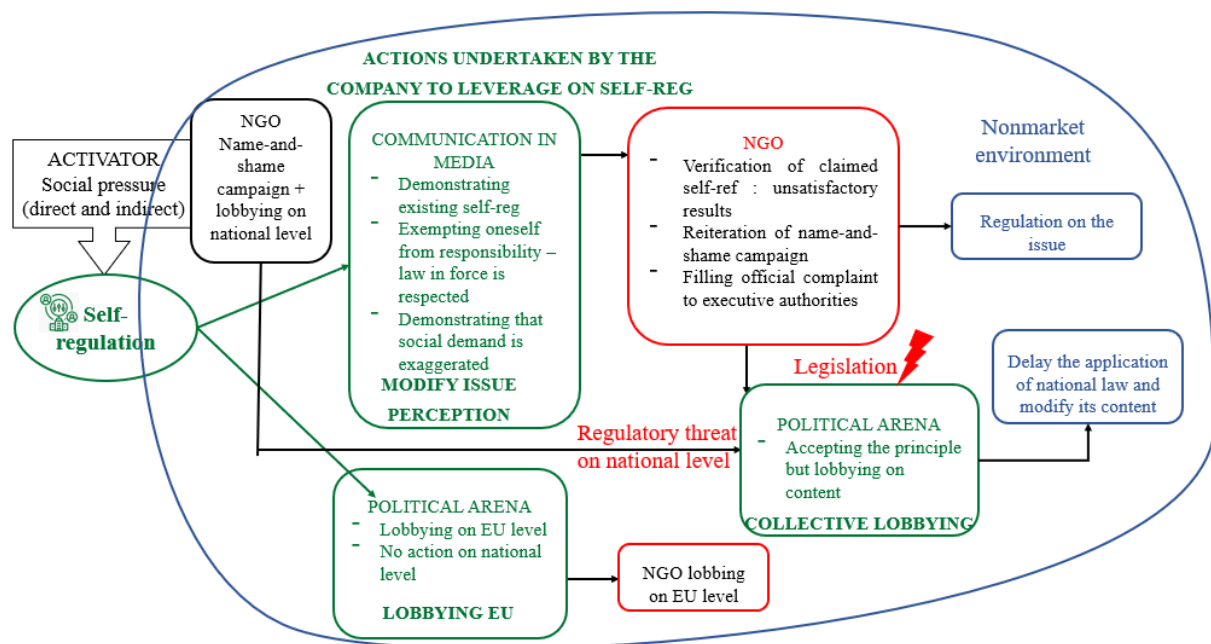 ACTIONS UNDERTAKEN BY THE
COMPANY TO LEVERAGE ON SELF-REG
ACTIVATOR
Social pressure
(direct and indirect)
Self-
regulation
NGO
Name-and-
shame
campaign +
lobbying on
national level
COMMUNICATION IN
MEDIA
- Demonstrating
existing self-reg
- Exempting oneself
from responsibility –
law in force is
respected
- Demonstrating that
social demand is
exaggerated
MODIFY ISSUE
PERCEPTION
NGO
- Verification of claimed
self-ref : unsatisfactory
results
- Reiteration of name-and-
shame campaign
- Filling official complaint
to executive authorities
Nonmarket
environment
Regulation on the
issue
Legislation
Delay the application
of national law and
modify its content
Regulatory threat
on national level
POLITICAL ARENA
- Accepting the principle
but lobbying on
content
COLLECTIVE LOBBYING
POLITICAL ARENA
- Lobbying on EU level
- No action on national
level
LOBBYING EU
NGO lobbing
on EU level